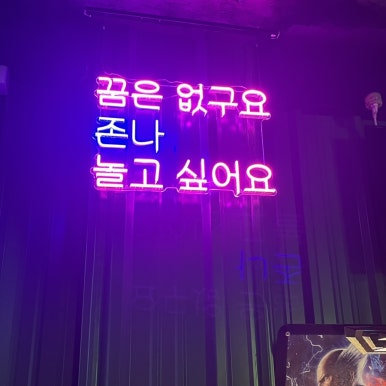 꿈은 없구요
존나
놀고 싶어요